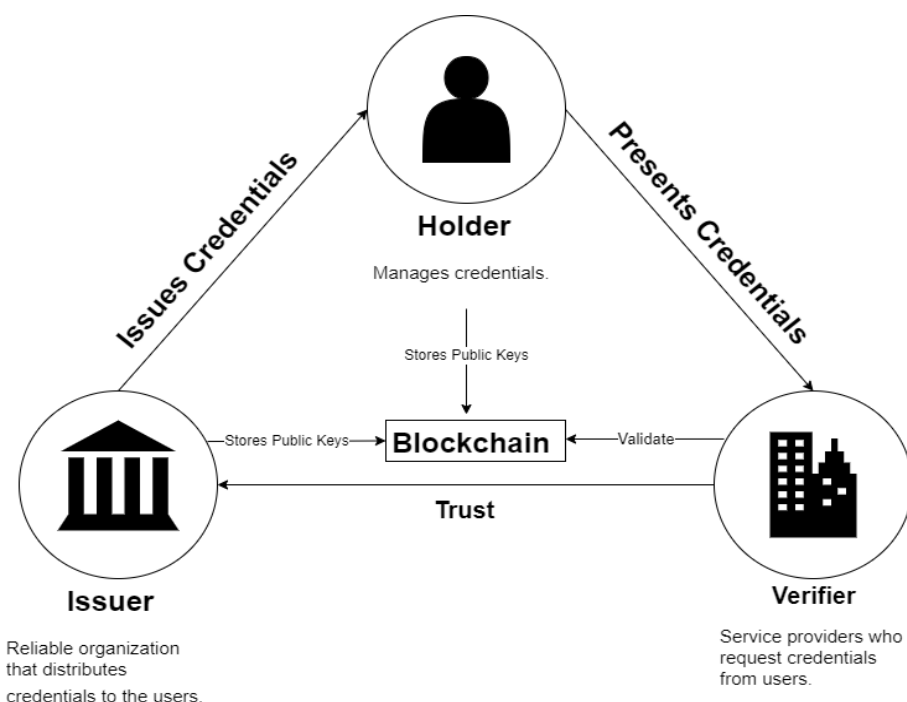 Issues Credentials
Presents Credentials
Holder
Manages credentials.
Stores Public Keys
Stores Public Keys
Blockchain
Validate
Trust
Issuer
Verifier
Reliable organization
that distributes
credentials to the users.
Service providers who
request credentials
from users.